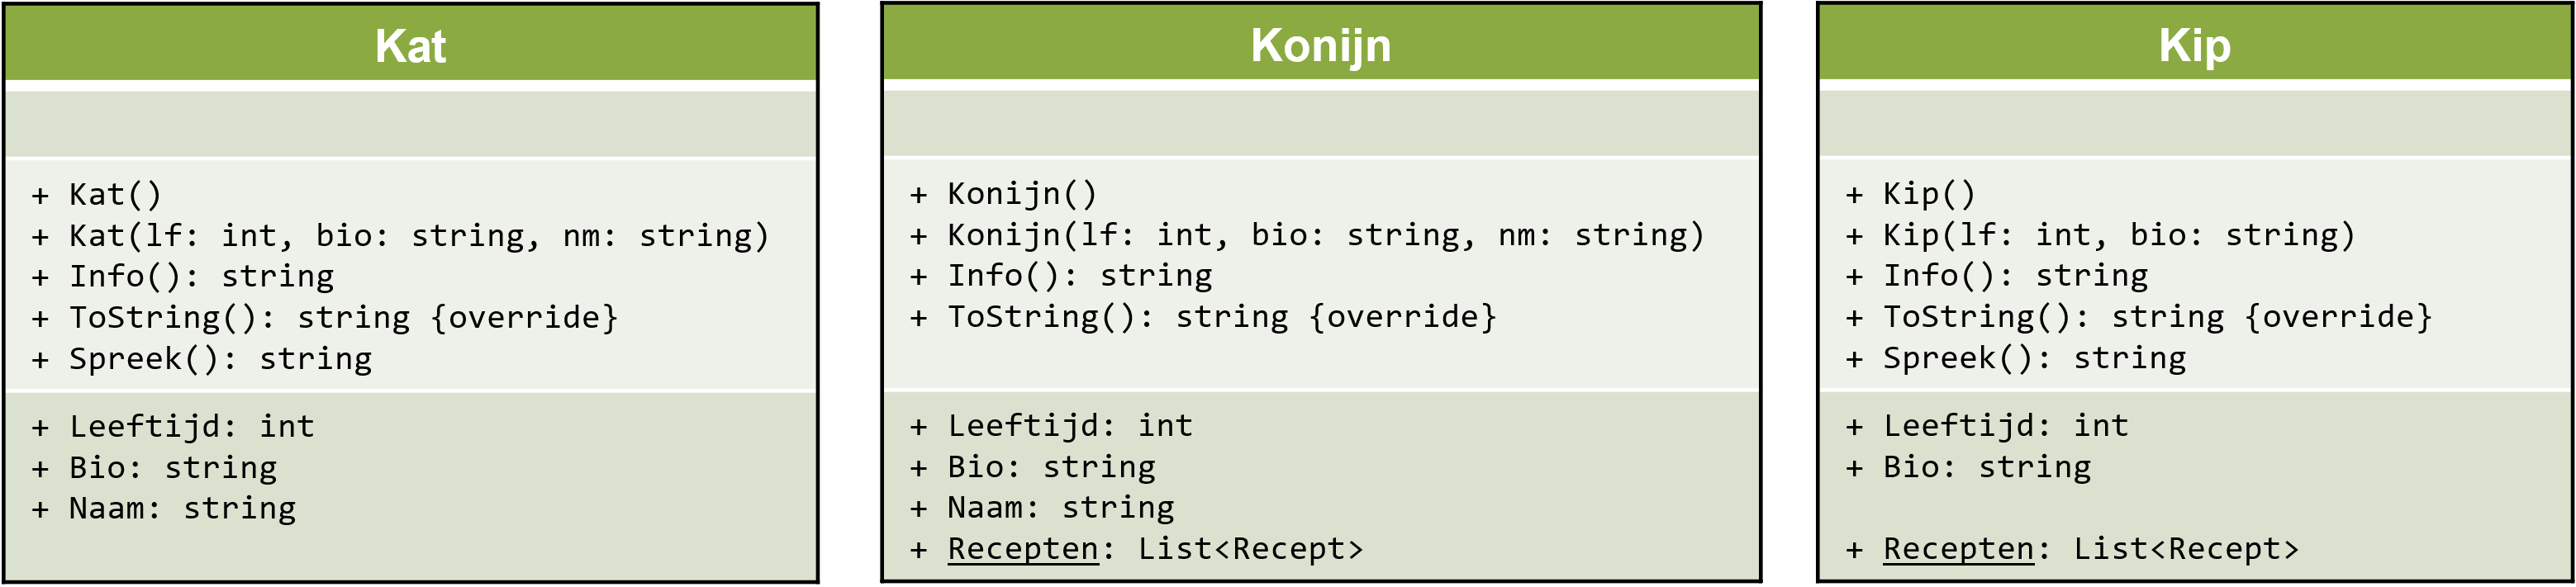 Kat
+ Kat()
+ Kat(lf: int, bio: string, nm: string)
+ Info(): string
+ ToString(): string {override}
+ Spreek(): string
+ Leeftijd: int
+ Bio: string
+ Naam: string
Konijn
+ Konijn()
+ Konijn(lf: int, bio: string, nm: string)
+ Info(): string
+ ToString(): string {override}
+ Leeftijd: int
+ Bio: string
+ Naam: string
+ Recepten: List<Recept>
Kip
+ Kip()
+ Kip(lf: int, bio: string)
+ Info(): string
+ ToString(): string {override}
+ Spreek(): string
+ Leeftijd: int
+ Bio: string
+ Recepten: List<Recept>